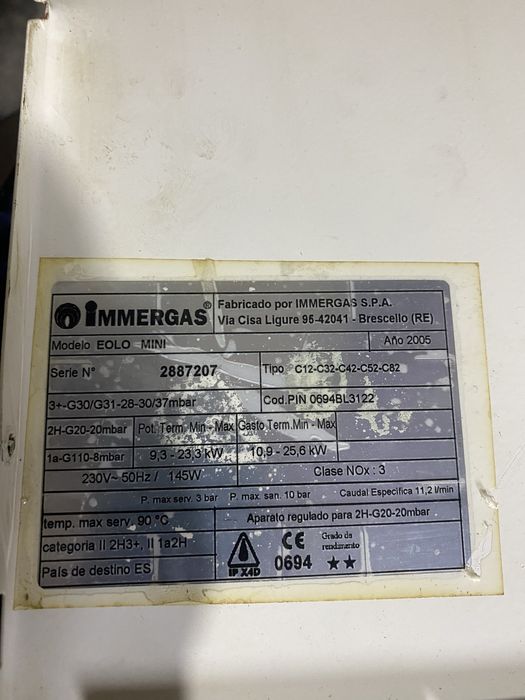 IMMERGAS®
Fabricado por IMMERGAS S.P.A.
Via Cisa Ligure 95-42041 - Brescello (RE)
Modelo EOLO MINI
Año 2005
Serie N° 2887207
Tipo C12-C32-C42-C52-C82
3+-G30/G31-28-30/37mbar
Cod.PIN 0694BL3122
2H-G20-20mbar
Pot. Term. Min - Max
Gasto Term.Min - Max
1a-G110-8mbar
9,3 - 23,3 kW
10,9 - 25,6 kW
230V~ 50Hz / 145W
Clase NOx : 3
P. max serv. 3 bar
P. max san. 10 bar
Caudal Especifica 11,2 l/min
temp. max serv. 90 °C
Aparato regulado para 2H-G20-20mbar
categoria II 2H3+, II 1a2H
País de destino ES
IP X4D
CE
0694
Grado de
rendimento
★★